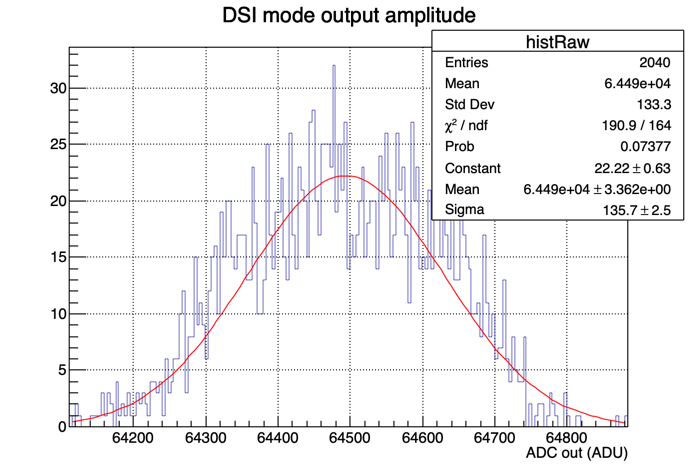 DSI mode output amplitude
histRaw
Entries 2040
Mean 6.449e+04
Std Dev 133.3
χ² / ndf 190.9 / 164
Prob 0.07377
Constant 22.22 ± 0.63
Mean 6.449e+04 ± 3.362e+00
Sigma 135.7 ± 2.5
30
25
20
15
10
5
0
64200 64300 64400 64500 64600 64700 64800
ADC out (ADU)